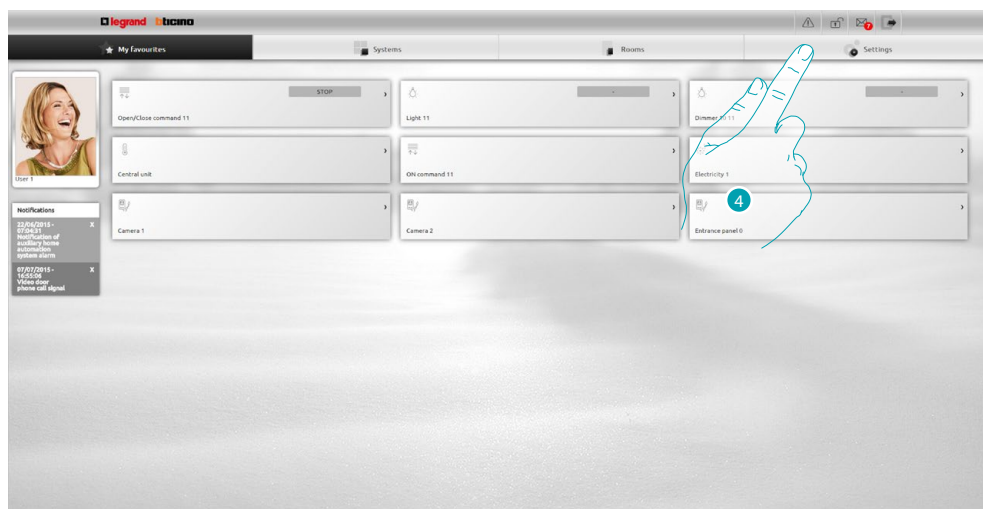 legrand bticino
7
My favourites
Systems
Rooms
Settings
User 1
Open/Close command 11
STOP
Light 11
-
-
Central unit
ON command 11
Electricity 1
Camera 1
Camera 2
Entrance panel 0
4
Notifications
22/06/2015 - X
07:04:51
Notification of
auxiliary home
automation
system alarm
07/07/2015 - X
16:55:06
Video door
phone call signal